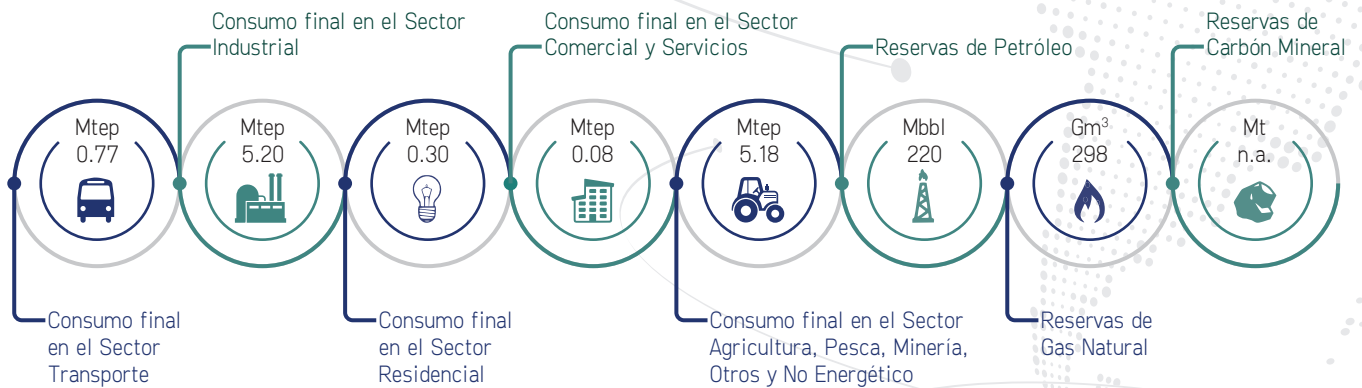 Consumo final en el Sector
Industrial
Consumo final en el Sector
Comercial y Servicios
Reservas de Petróleo
Reservas de
Carbón Mineral
Mtep
0.77
Mtep
5.20
Mtep
0.30
Mtep
0.08
Mtep
5.18
Mbbl
220
Gm³
298
Mt
n.a.
Consumo final
en el Sector
Transporte
Consumo final
en el Sector
Residencial
Consumo final en el Sector
Agricultura, Pesca, Minería,
Otros y No Energético
Reservas de
Gas Natural